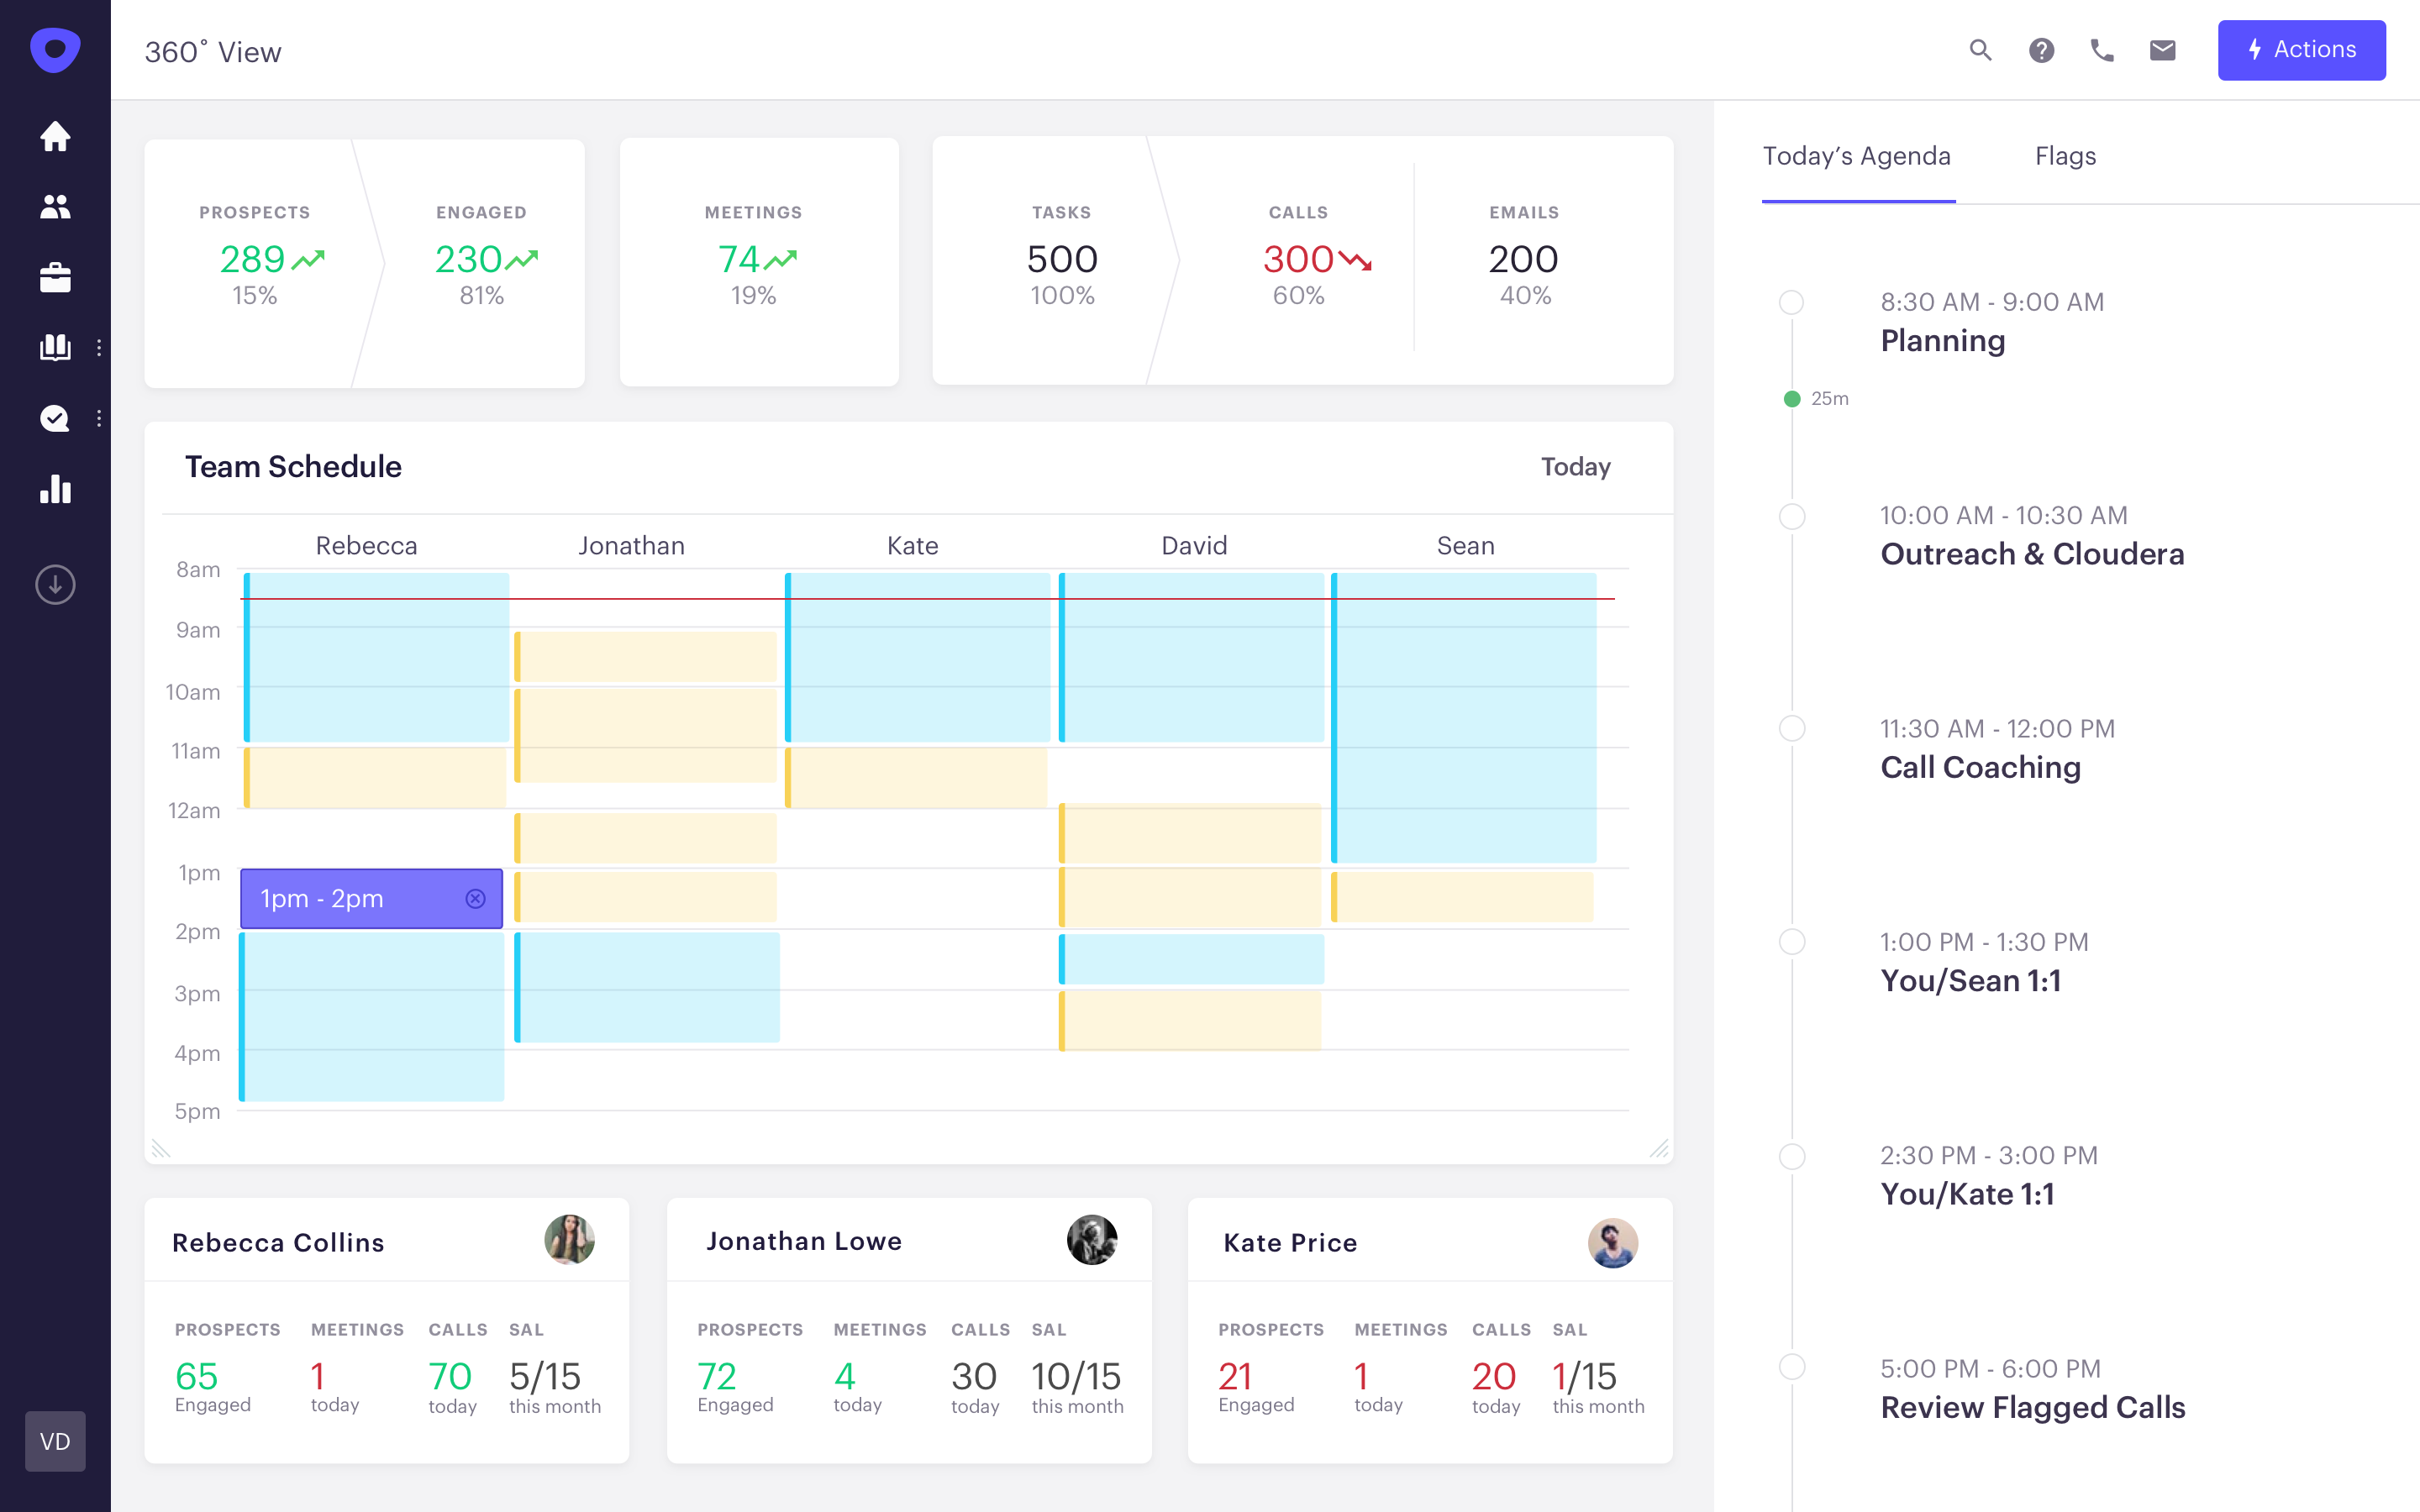 360° View
Actions
PROSPECTS
289
15%
ENGAGED
230
81%
MEETINGS
74
19%
TASKS
500
100%
CALLS
300
60%
EMAILS
200
40%
Team Schedule
Today
Rebecca Jonathan Kate David Sean
8am
9am
10am
11am
12am
1pm
1pm - 2pm
2pm
3pm
4pm
5pm
Rebecca Collins
PROSPECTS MEETINGS CALLS SAL
65 1 70 5/15
Engaged today today this month
Jonathan Lowe
PROSPECTS MEETINGS CALLS SAL
72 4 30 10/15
Engaged today today this month
Kate Price
PROSPECTS MEETINGS CALLS SAL
21 1 20 1/15
Engaged today today this month
Today’s Agenda
Flags
8:30 AM - 9:00 AM
Planning
25m
10:00 AM - 10:30 AM
Outreach & Cloudera
11:30 AM - 12:00 PM
Call Coaching
1:00 PM - 1:30 PM
You/Sean 1:1
2:30 PM - 3:00 PM
You/Kate 1:1
5:00 PM - 6:00 PM
Review Flagged Calls
VD